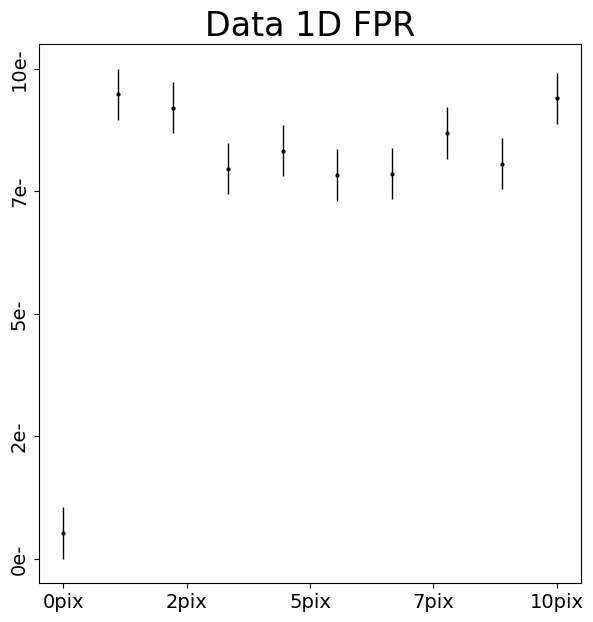 Data 1D FPR
10e-
7e-
5e-
2e-
0e-
0pix 2pix 5pix 7pix 10pix